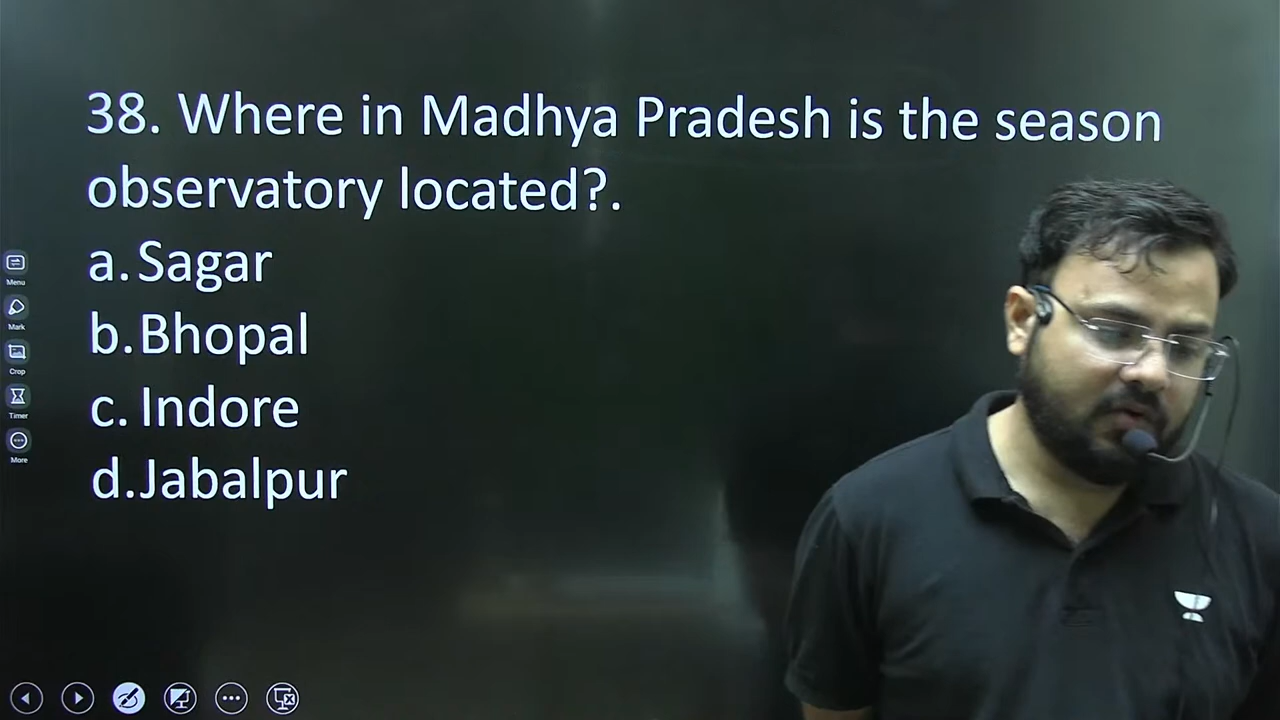 38. Where in Madhya Pradesh is the season
observatory located?.
a. Sagar
b. Bhopal
c. Indore
d. Jabalpur
Menu
Mark
Crop
Timer
More